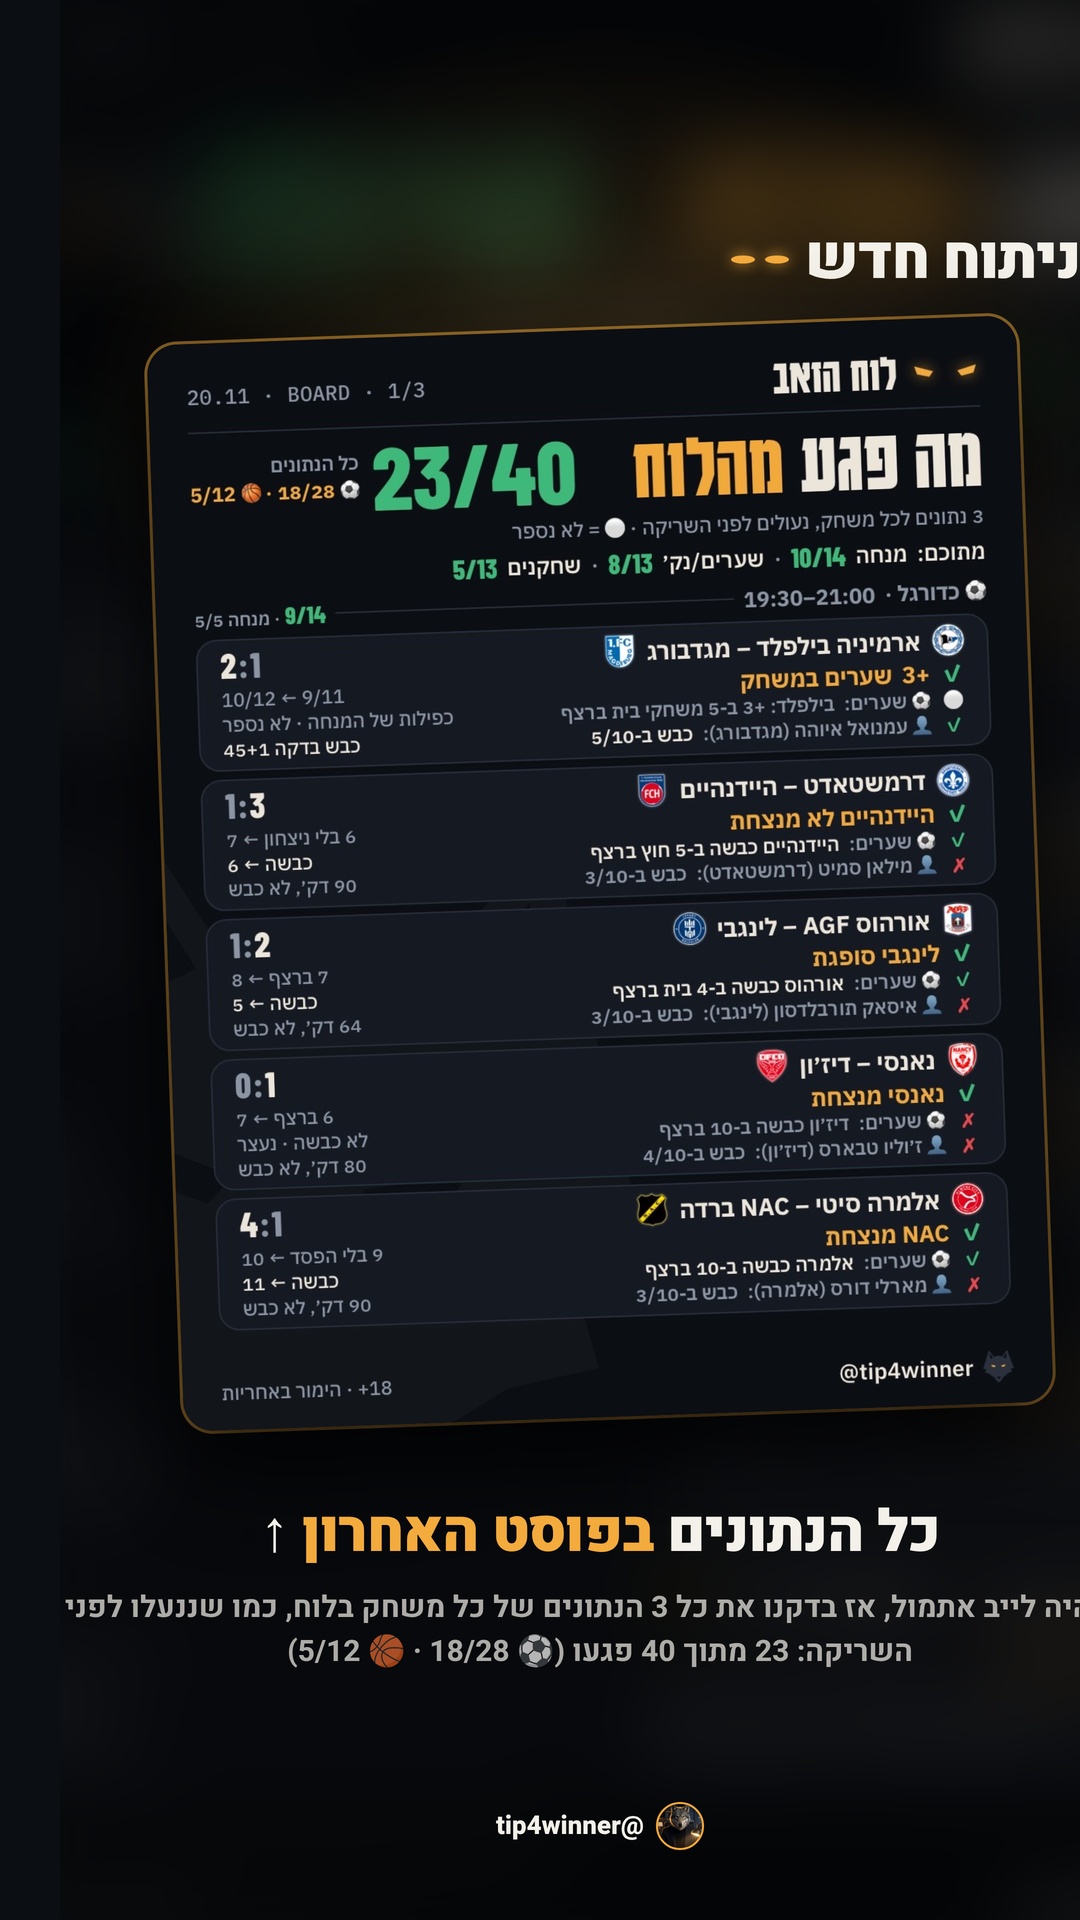 ניתוח חדש
לוח הזאב
20.11 · BOARD · 1/3
מה פגע מהלוח 23/40
כל הנתונים
⚽ 18/28 · 🏀 5/12
3 נתונים לכל משחק, נעולים לפני השריקה · ⚪ = לא נספר
מתוכם: מנחה 10/14 · שערים/נק׳ 8/13 · שחקנים 5/13
⚽ כדורגל · 19:30–21:00
9/14 · מנחה 5/5
ארמיניה בילפלד – מגדבורג
2:1
✓ +3 שערים במשחק
9/11 ← 10/12
⚪ ⚽ שערים: בילפלד: +3 ב-5 משחקי בית ברצף
כפילות של המנחה · לא נספר
✓ 👤 עמנואל איוהה (מגדבורג): כבש ב-5/10
כבש בדקה 45+1
דרמשטאדט – היידנהיים
1:3
✓ היידנהיים לא מנצחת
6 בלי ניצחון ← 7
✓ ⚽ שערים: היידנהיים כבשה ב-5 חוץ ברצף
כבשה ← 6
✗ 👤 מילאן סמיט (דרמשטאדט): כבש ב-3/10
90 דק׳, לא כבש
אורהוס AGF – לינגבי
1:2
✓ לינגבי סופגת
7 ברצף ← 8
✓ ⚽ שערים: אורהוס כבשה ב-4 בית ברצף
כבשה ← 5
✗ 👤 איסאק תורבלדסון (לינגבי): כבש ב-3/10
64 דק׳, לא כבש
נאנסי – דיז׳ון
0:1
✓ נאנסי מנצחת
6 ברצף ← 7
✗ ⚽ שערים: דיז׳ון כבשה ב-10 ברצף
לא כבשה · נעצר
✗ 👤 ז׳וליו טבארס (דיז׳ון): כבש ב-4/10
80 דק׳, לא כבש
אלמרה סיטי – NAC ברדה
4:1
✓ NAC מנצחת
9 בלי הפסד ← 10
✓ ⚽ שערים: אלמרה כבשה ב-10 ברצף
כבשה ← 11
✗ 👤 מארלי דורס (אלמרה): כבש ב-3/10
90 דק׳, לא כבש
@tip4winner
18+ · הימור באחריות
כל הנתונים בפוסט האחרון ↑
היה לייב אתמול, אז בדקנו את כל 3 הנתונים של כל משחק בלוח, כמו שננעלו לפני
השריקה: 23 מתוך 40 פגעו (⚽ 18/28 · 🏀 5/12)
tip4winner@